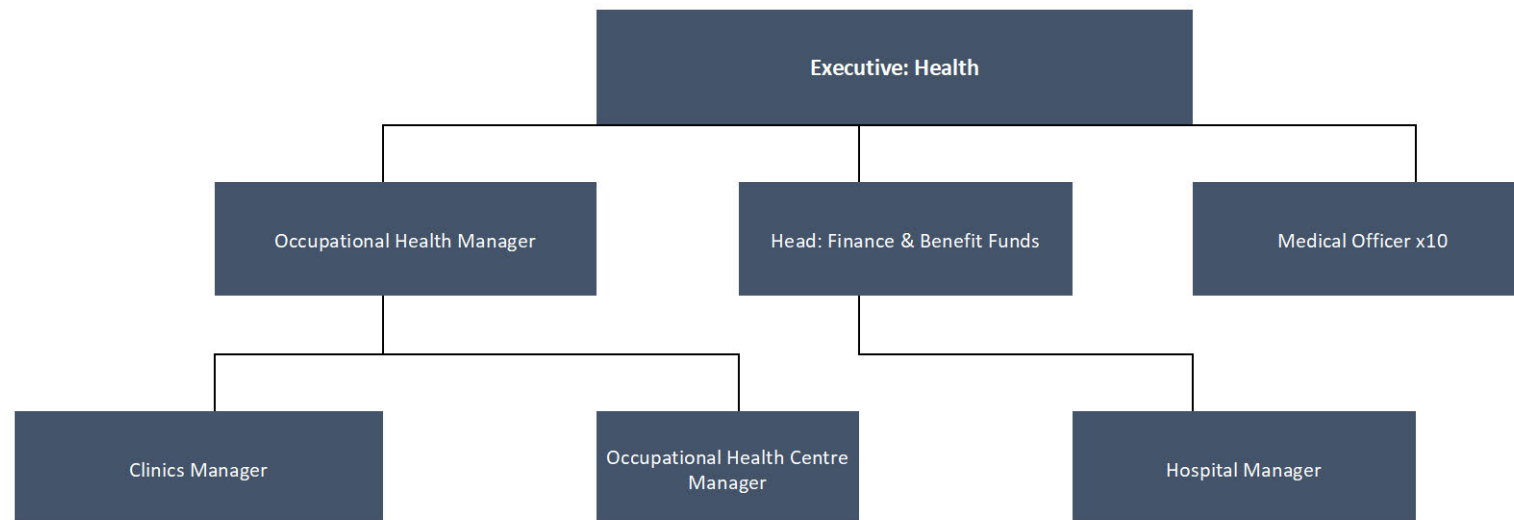 Executive: Health
Occupational Health Manager
Head: Finance & Benefit Funds
Medical Officer x10
Clinics Manager
Occupational Health Centre
Manager
Hospital Manager